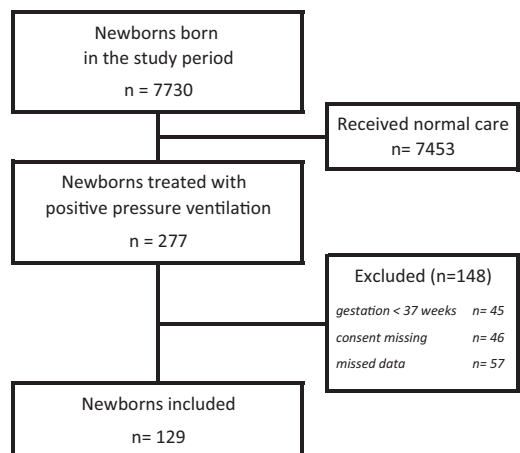 Newborns born
in the study period
n = 7730
Received normal care
n= 7453
Newborns treated with
positive pressure ventilation
n = 277
Excluded (n=148)
gestation < 37 weeks n= 45
consent missing n= 46
missed data n= 57
Newborns included
n= 129